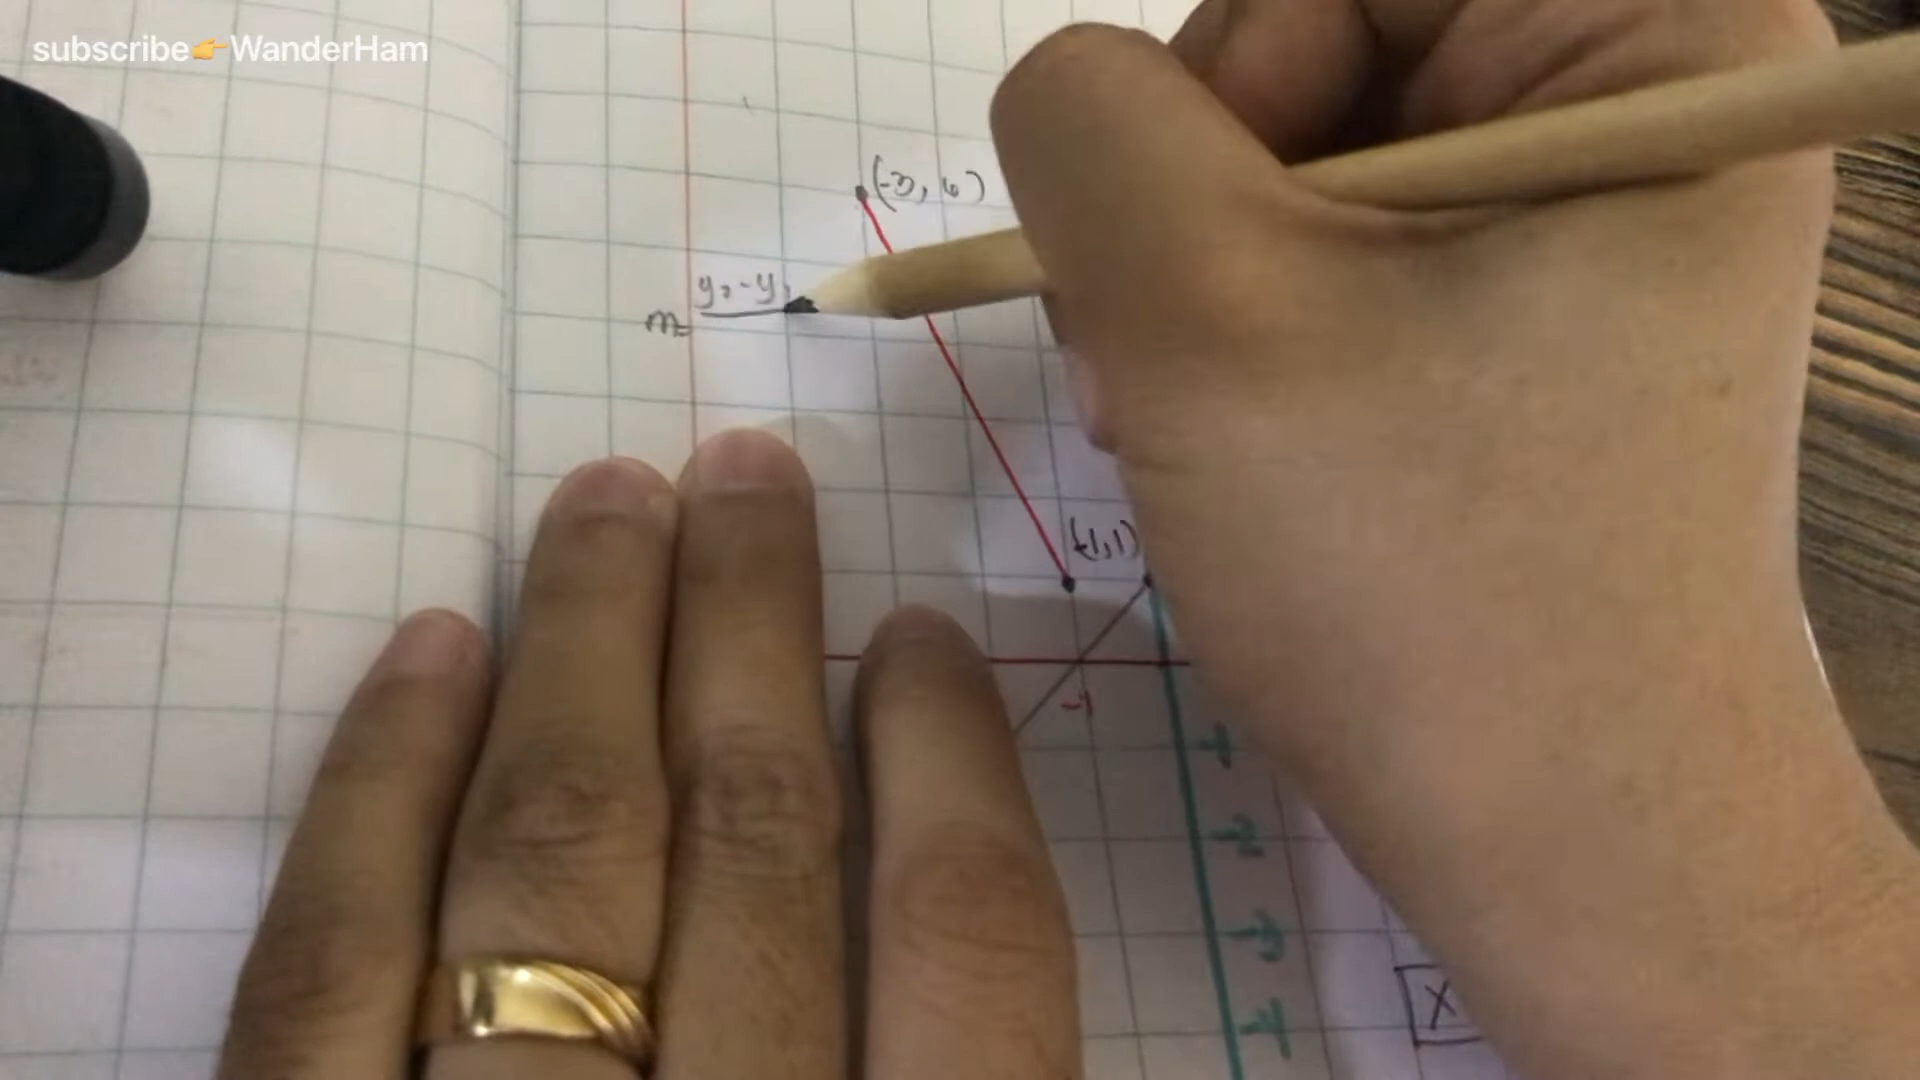 subscribe👉WanderHam
(-3, 6)
y₂-y₁
m=
(-1,1)
-1
X